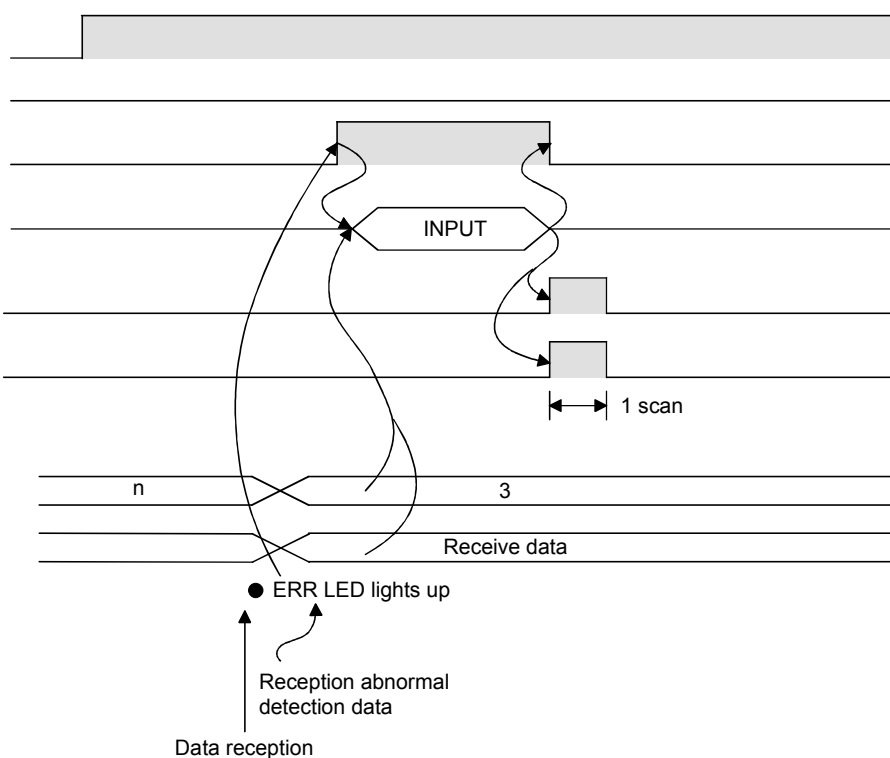 INPUT
1 scan
n
3
Receive data
ERR LED lights up
Reception abnormal
detection data
Data reception